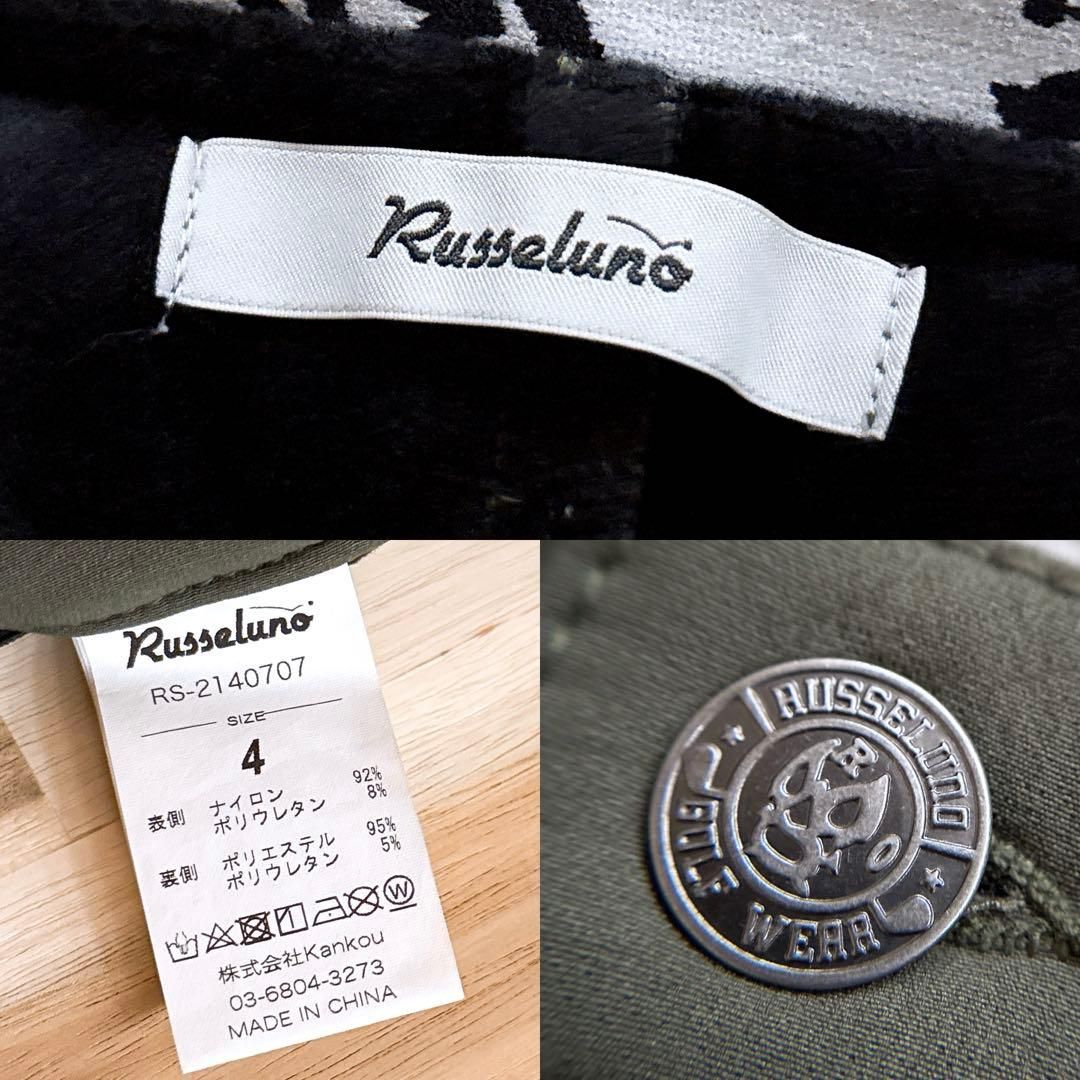 Russeluno
Russeluno
RS-2140707
SIZE
4
表側 ナイロン 92%
ポリウレタン 8%
裏側 ポリエステル 95%
ポリウレタン 5%
W
株式会社Kankou
03-6804-3273
MADE IN CHINA
RUSSELUNO
R
O
GOLF WEAR